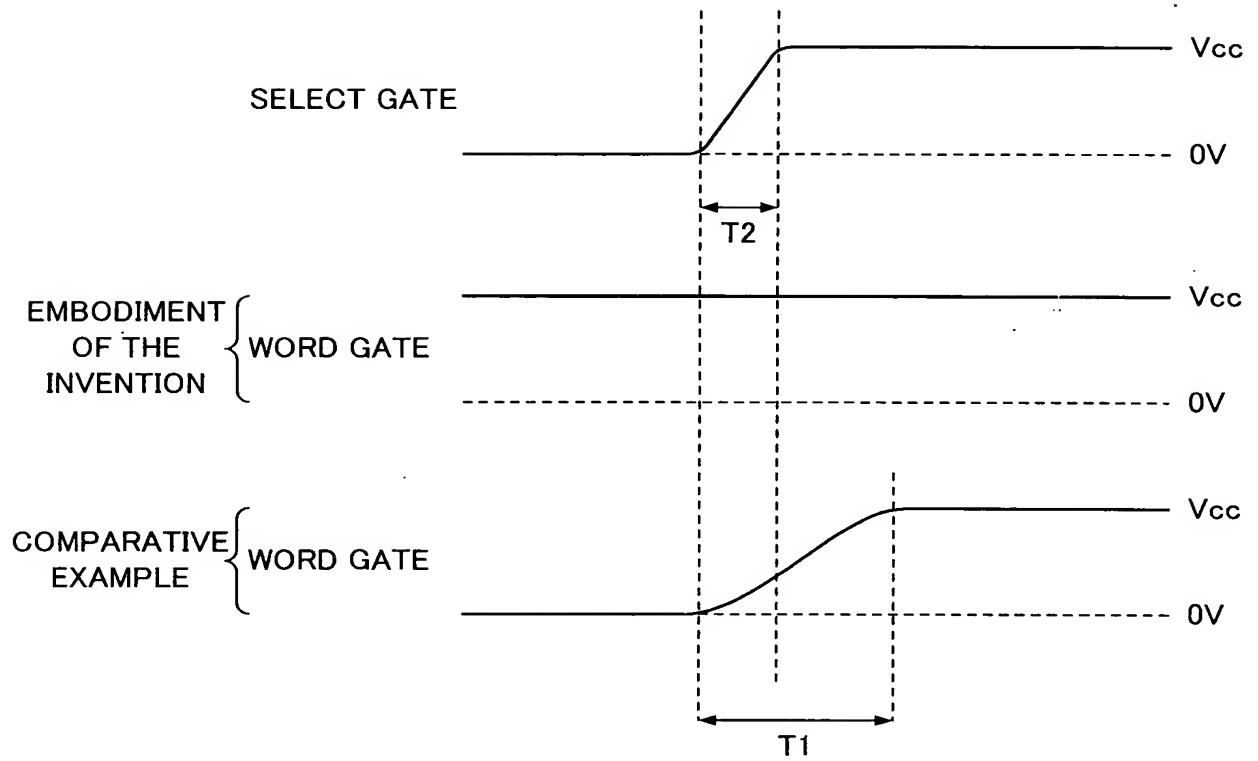 Vcc
SELECT GATE
0V
T2
Vcc
EMBODIMENT
OF THE
INVENTION
WORD GATE
0V
Vcc
COMPARATIVE
EXAMPLE
WORD GATE
0V
T1